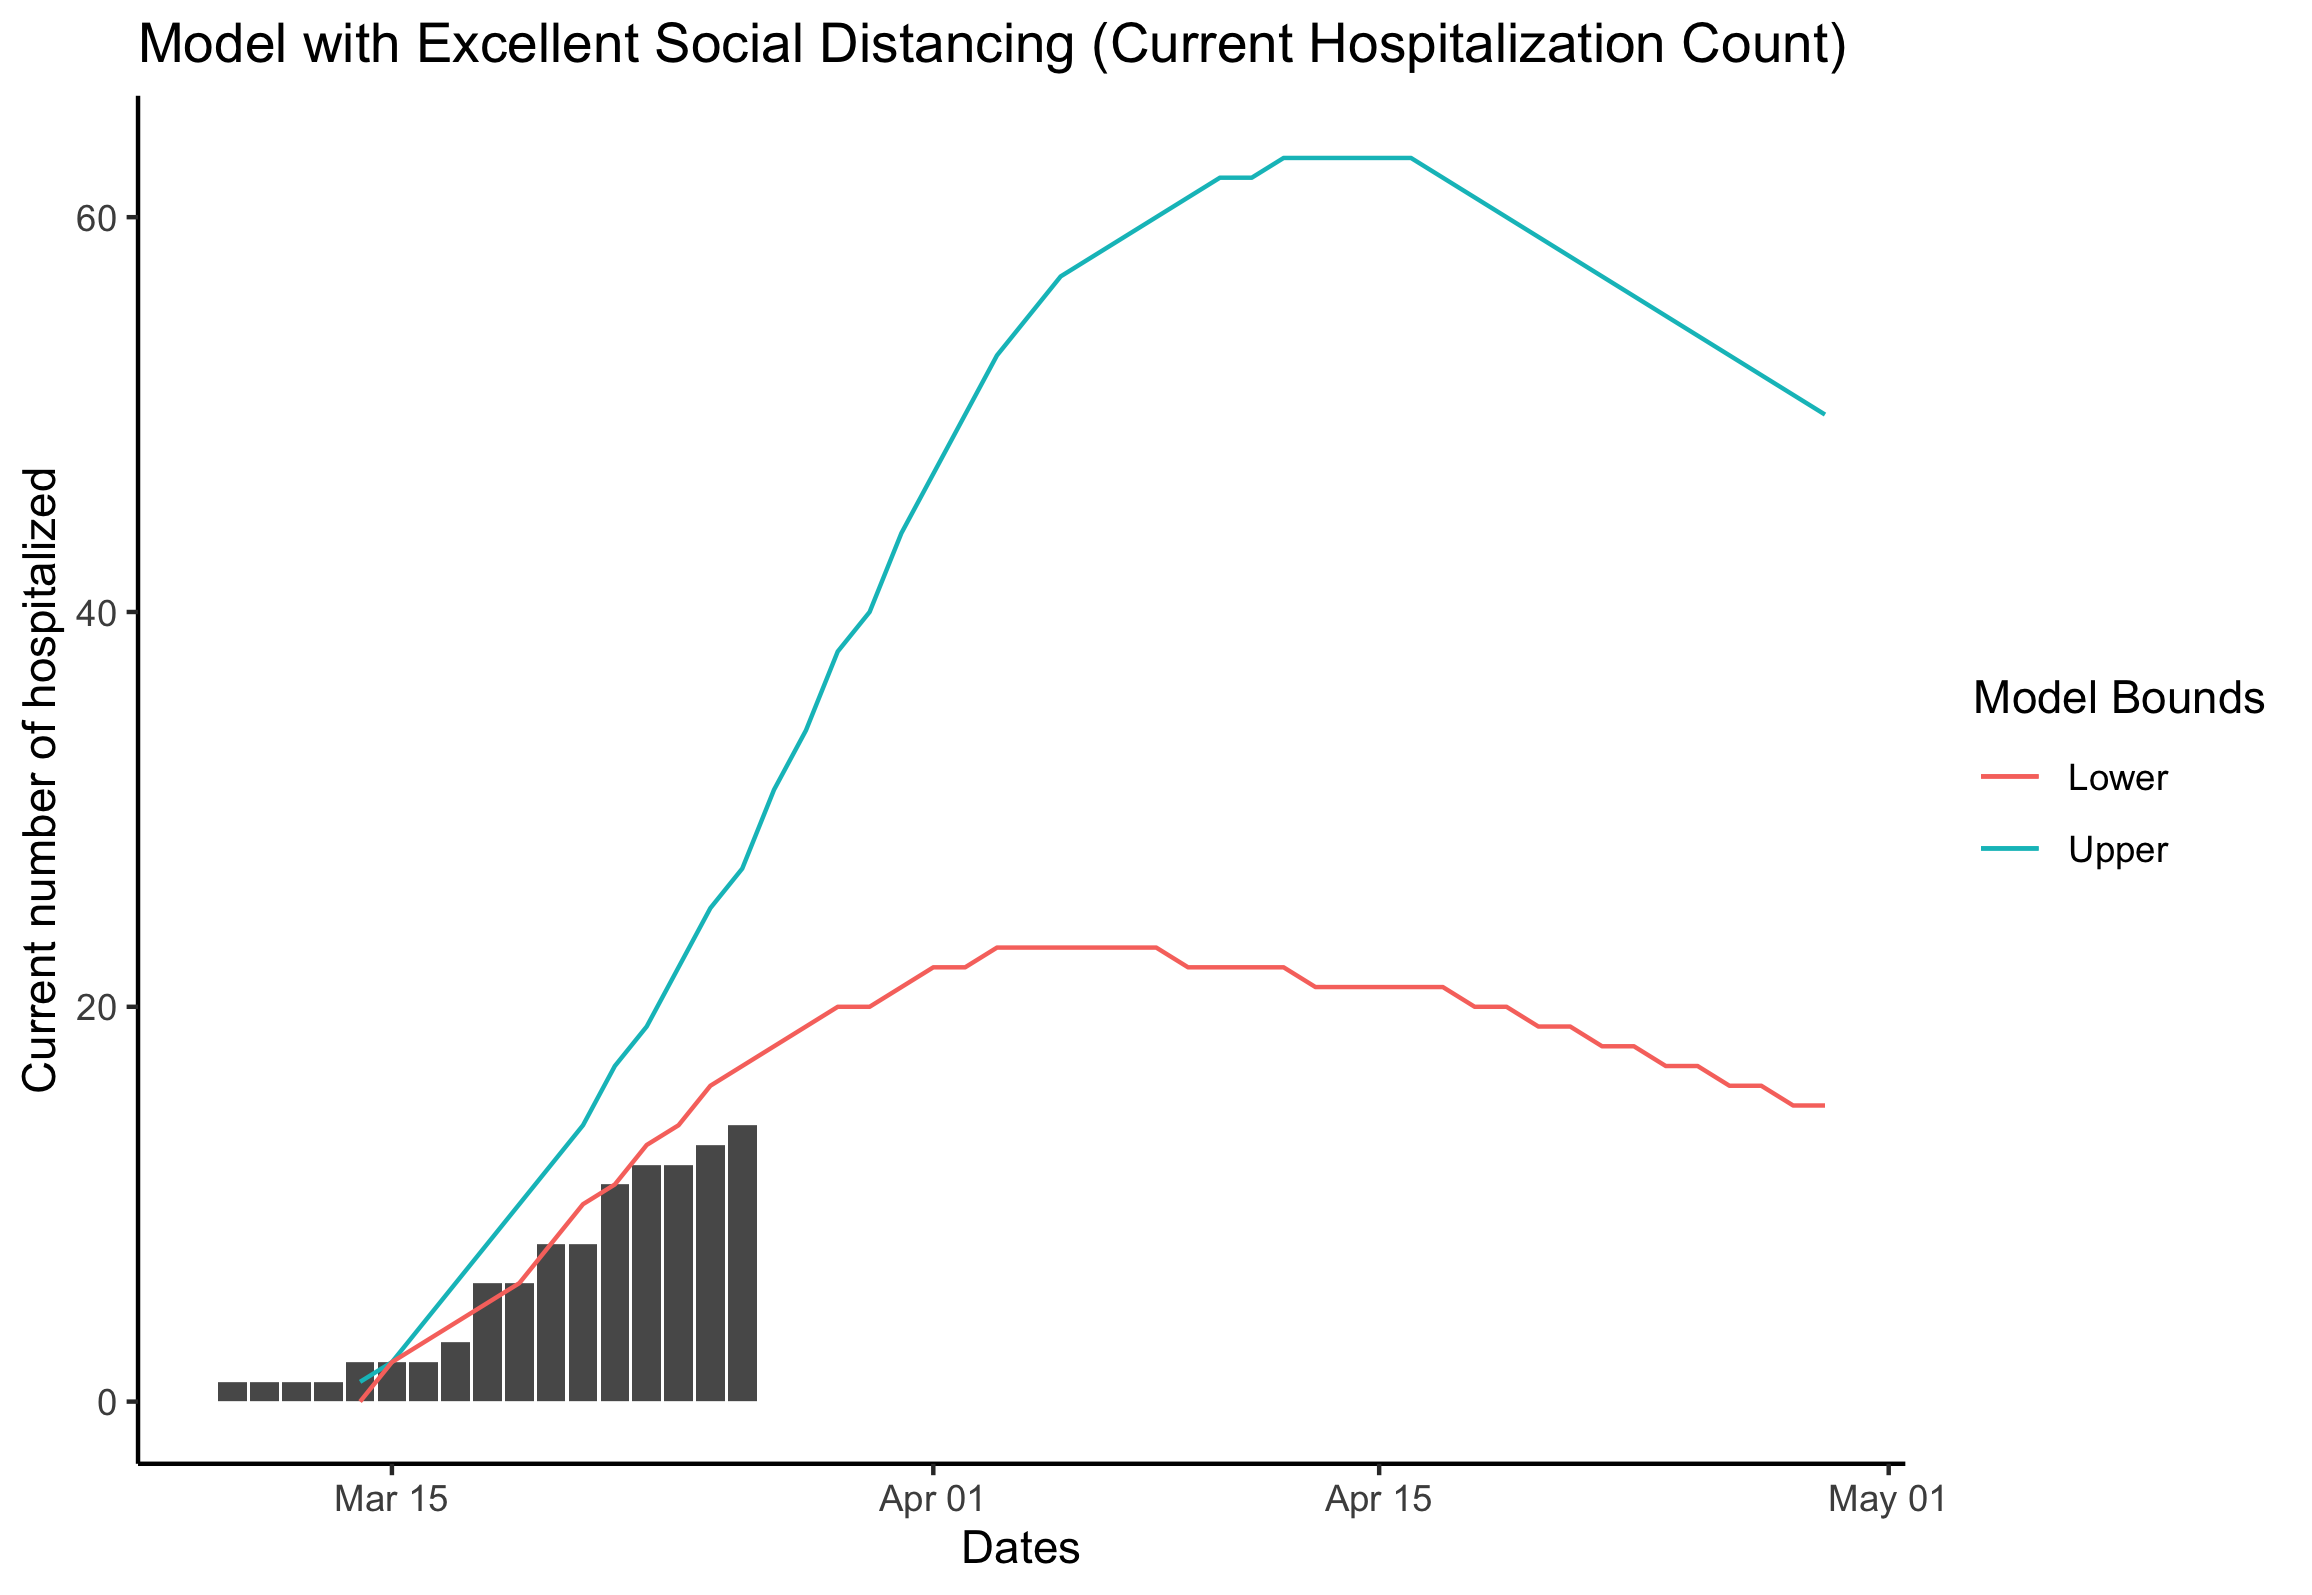 Model with Excellent Social Distancing (Current Hospitalization Count)
Current number of hospitalized
60
40
20
0
Mar 15
Apr 01
Apr 15
May 01
Dates
Model Bounds
Lower
Upper